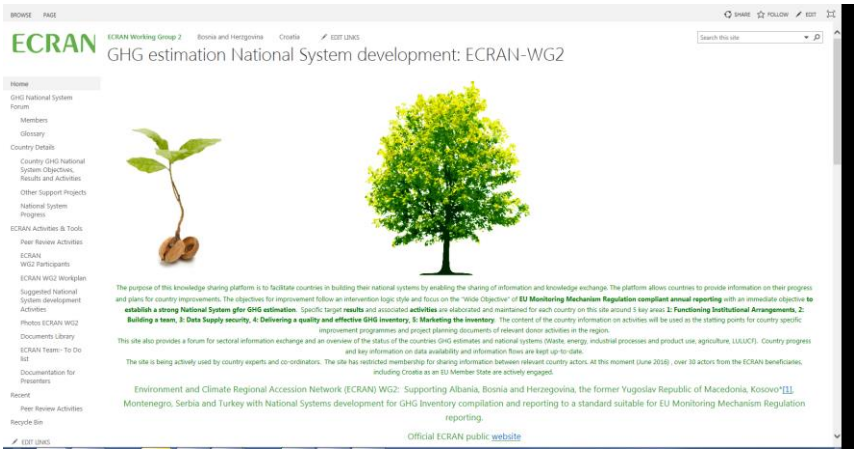 BROWSE PAGE
SHARE FOLLOW EDIT
ECRAN
ECRAN Working Group 2 Bosnia and Herzgovina Croatia EDIT LINKS
Search this site
GHG estimation National System development: ECRAN-WG2
Home
GHG National System
Forum
Members
Glossary
Country Details
Country GHG National
System Objectives,
Results and Activities
Other Support Projects
National System
Progress
ECRAN Activities & Tools
Peer Review Activities
ECRAN
WG2 Participants
ECRAN WG2 Workplan
Suggested National
System development
Activities
Photos ECRAN WG2
Documents Library
ECRAN Team- To Do
list
Documentation for
Presenters
Recent
Peer Review Activities
Recycle Bin
EDIT LINKS
The purpose of this knowledge sharing platform is to facilitate countries in building their national systems by enabling the sharing of information and knowledge exchange. The platform allows countries to provide information on their progress
and plans for country improvements. The objectives for improvement follow an intervention logic style and focus on the "Wide Objective" of EU Monitoring Mechanism Regulation compliant annual reporting with an immediate objective to
establish a strong National System gfor GHG estimation. Specific target results and associated activities are elaborated and maintained for each country on this site around 5 key areas 1: Functioning Institutional Arrangements, 2:
Building a team, 3: Data Supply security, 4: Delivering a quality and effective GHG inventory, 5: Marketing the inventory. The content of the country information on activities will be used as the statting points for country specific
improvement programmes and project planning documents of relevant donor activities in the region.
This site also provides a forum for sectoral information exchange and an overview of the status of the countries GHG estimates and national systems (Waste, energy, industrial processes and product use, agriculture, LULUCF). Country progress
and key information on data availability and information flows are kept up-to-date.
The site is being actively used by country experts and co-ordinators. The site has restricted membership for sharing information between relevant country actors. At this moment (June 2016) , over 30 actors from the ECRAN beneficiaries,
including Croatia as an EU Member State are actively engaged.
Environment and Climate Regional Accession Network (ECRAN) WG2: Supporting Albania, Bosnia and Herzegovina, the former Yugoslav Republic of Macedonia, Kosovo*[1],
Montenegro, Serbia and Turkey with National Systems development for GHG Inventory compilation and reporting to a standard suitable for EU Monitoring Mechanism Regulation
reporting.
Official ECRAN public website